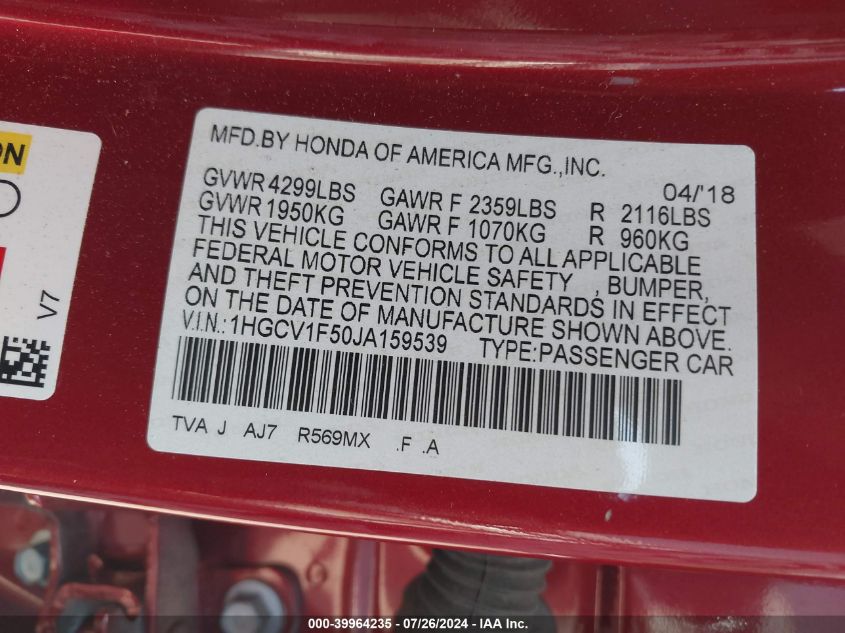 ON
V7
MFD.BY HONDA OF AMERICA MFG.,INC.
04/'18
GVWR 4299LBS GAWR F 2359LBS R 2116LBS
GVWR 1950KG GAWR F 1070KG R 960KG
THIS VEHICLE CONFORMS TO ALL APPLICABLE
FEDERAL MOTOR VEHICLE SAFETY , BUMPER,
AND THEFT PREVENTION STANDARDS IN EFFECT
ON THE DATE OF MANUFACTURE SHOWN ABOVE.
V.I.N.:1HGCV1F50JA159539 TYPE:PASSENGER CAR
TVA J AJ7 R569MX .F .A
000-39964235 - 07/26/2024 - IAA Inc.